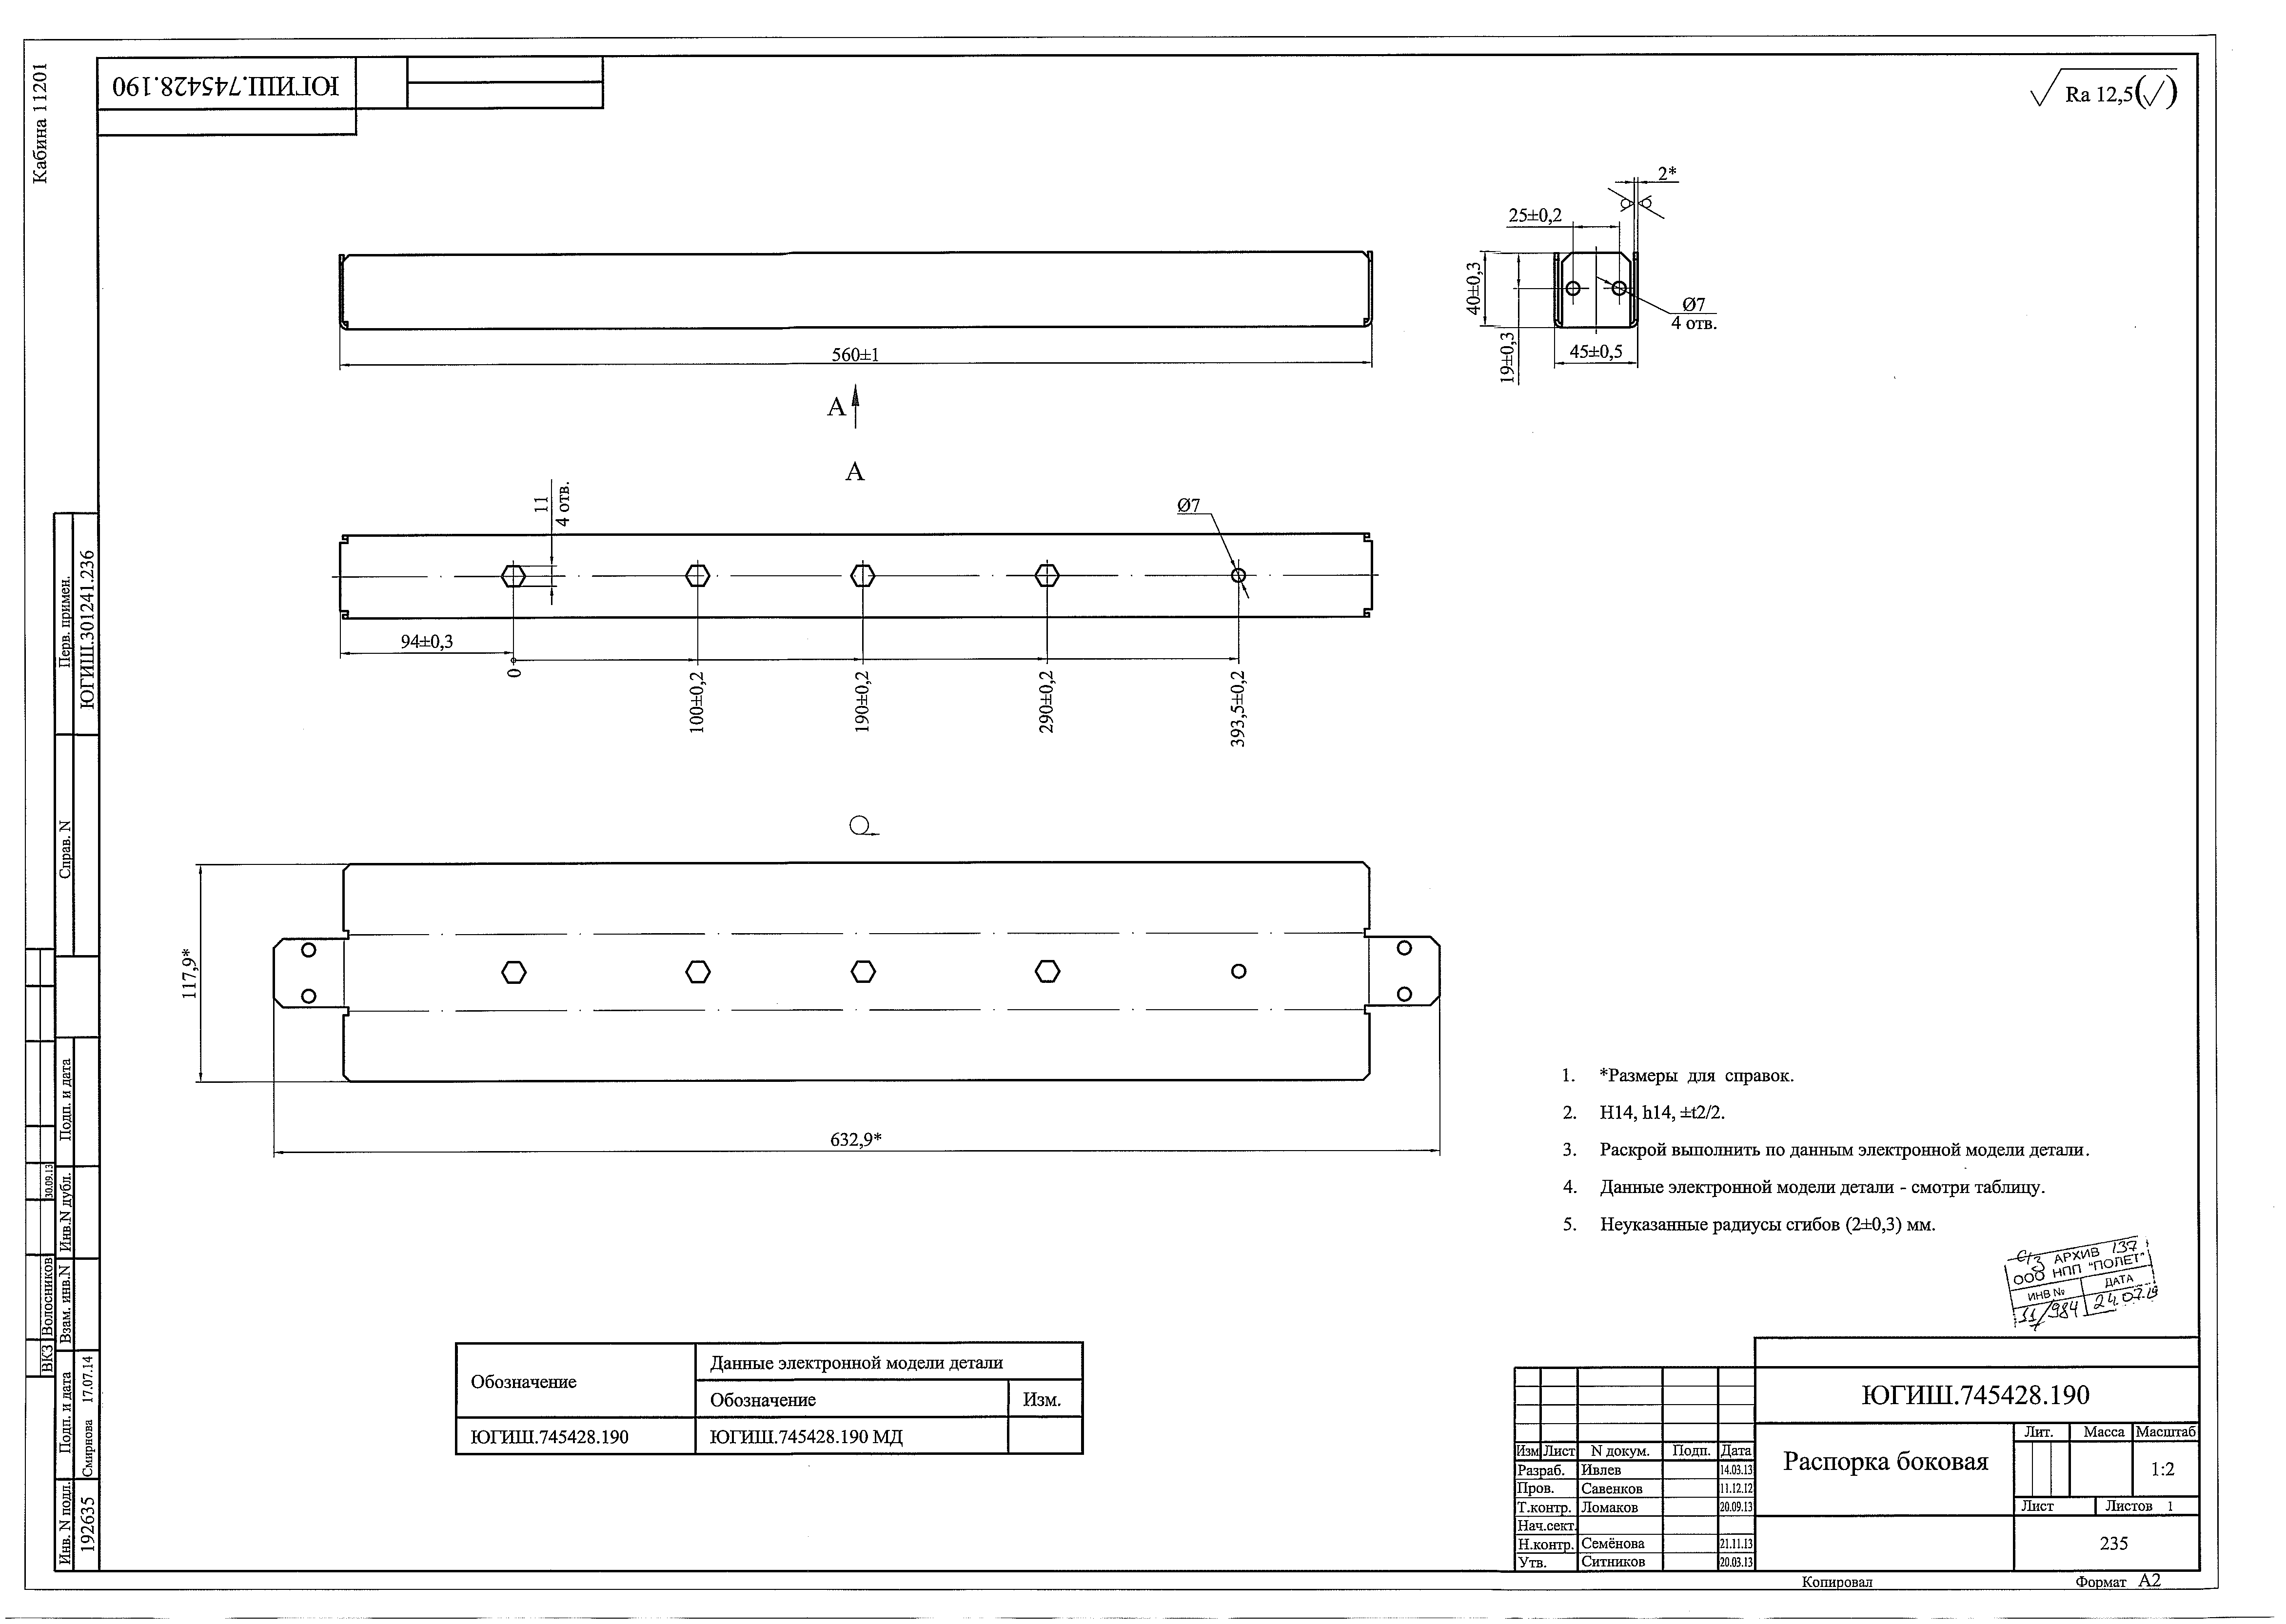 Кабина 11201
ЮГИШ.745428.190
Ra 12,5(√)
2*
25±0,2
40±0,3
19±0,3
Ø7
4 отв.
45±0,5
560±1
А
А
11
4 отв.
Ø7
94±0,3
0
100±0,2
190±0,2
290±0,2
393,5±0,2
117,9*
632,9*
1. *Размеры для справок.
2. H14, h14, ±t2/2.
3. Раскрой выполнить по данным электронной модели детали.
4. Данные электронной модели детали - смотри таблицу.
5. Неуказанные радиусы сгибов (2±0,3) мм.
С/З АРХИВ 137
ООО НПП "ПОЛЕТ"
ИНВ № ДАТА
24.07.19
Обозначение
Данные электронной модели детали
Обозначение Изм.
ЮГИШ.745428.190 ЮГИШ.745428.190 МД
Перв. примен.
ЮГИШ.301241.236
Справ. N
Подп. и дата
Инв.N дубл.
Взам. инв.N
Подп. и дата
Смирнова 17.07.14
Инв. N подл.
192635
ВКЗ Волосников 30.09.13
ЮГИШ.745428.190
Изм Лист N докум. Подп. Дата
Разраб. Ивлев 14.03.13
Пров. Савенков 11.12.12
Т.контр. Ломаков 20.09.13
Нач.сект.
Н.контр. Семёнова 21.11.13
Утв. Ситников 20.03.13
Распорка боковая
Лит. Масса Масштаб
1:2
Лист Листов 1
235
Копировал Формат А2